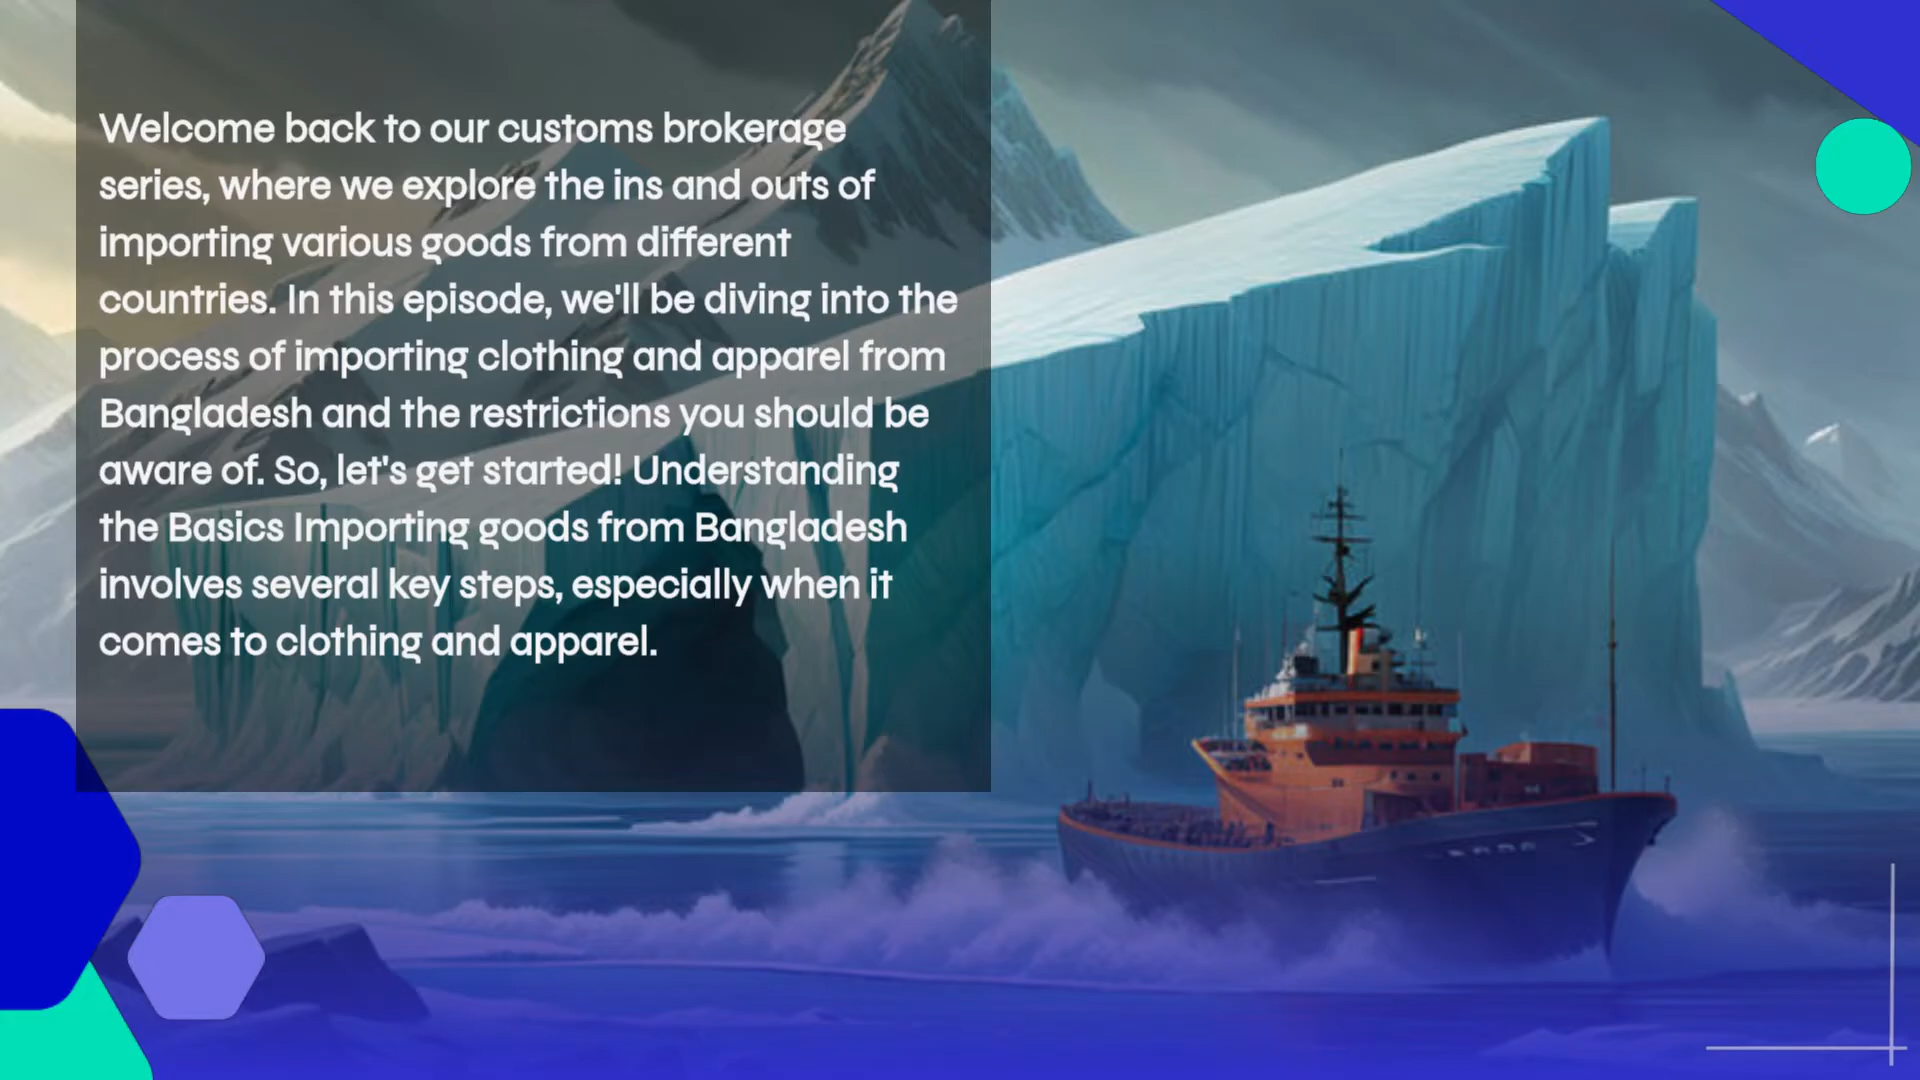 Welcome back to our customs brokerage
series, where we explore the ins and outs of
importing various goods from different
countries. In this episode, we'll be diving into the
process of importing clothing and apparel from
Bangladesh and the restrictions you should be
aware of. So, let's get started! Understanding
the Basics Importing goods from Bangladesh
involves several key steps, especially when it
comes to clothing and apparel.